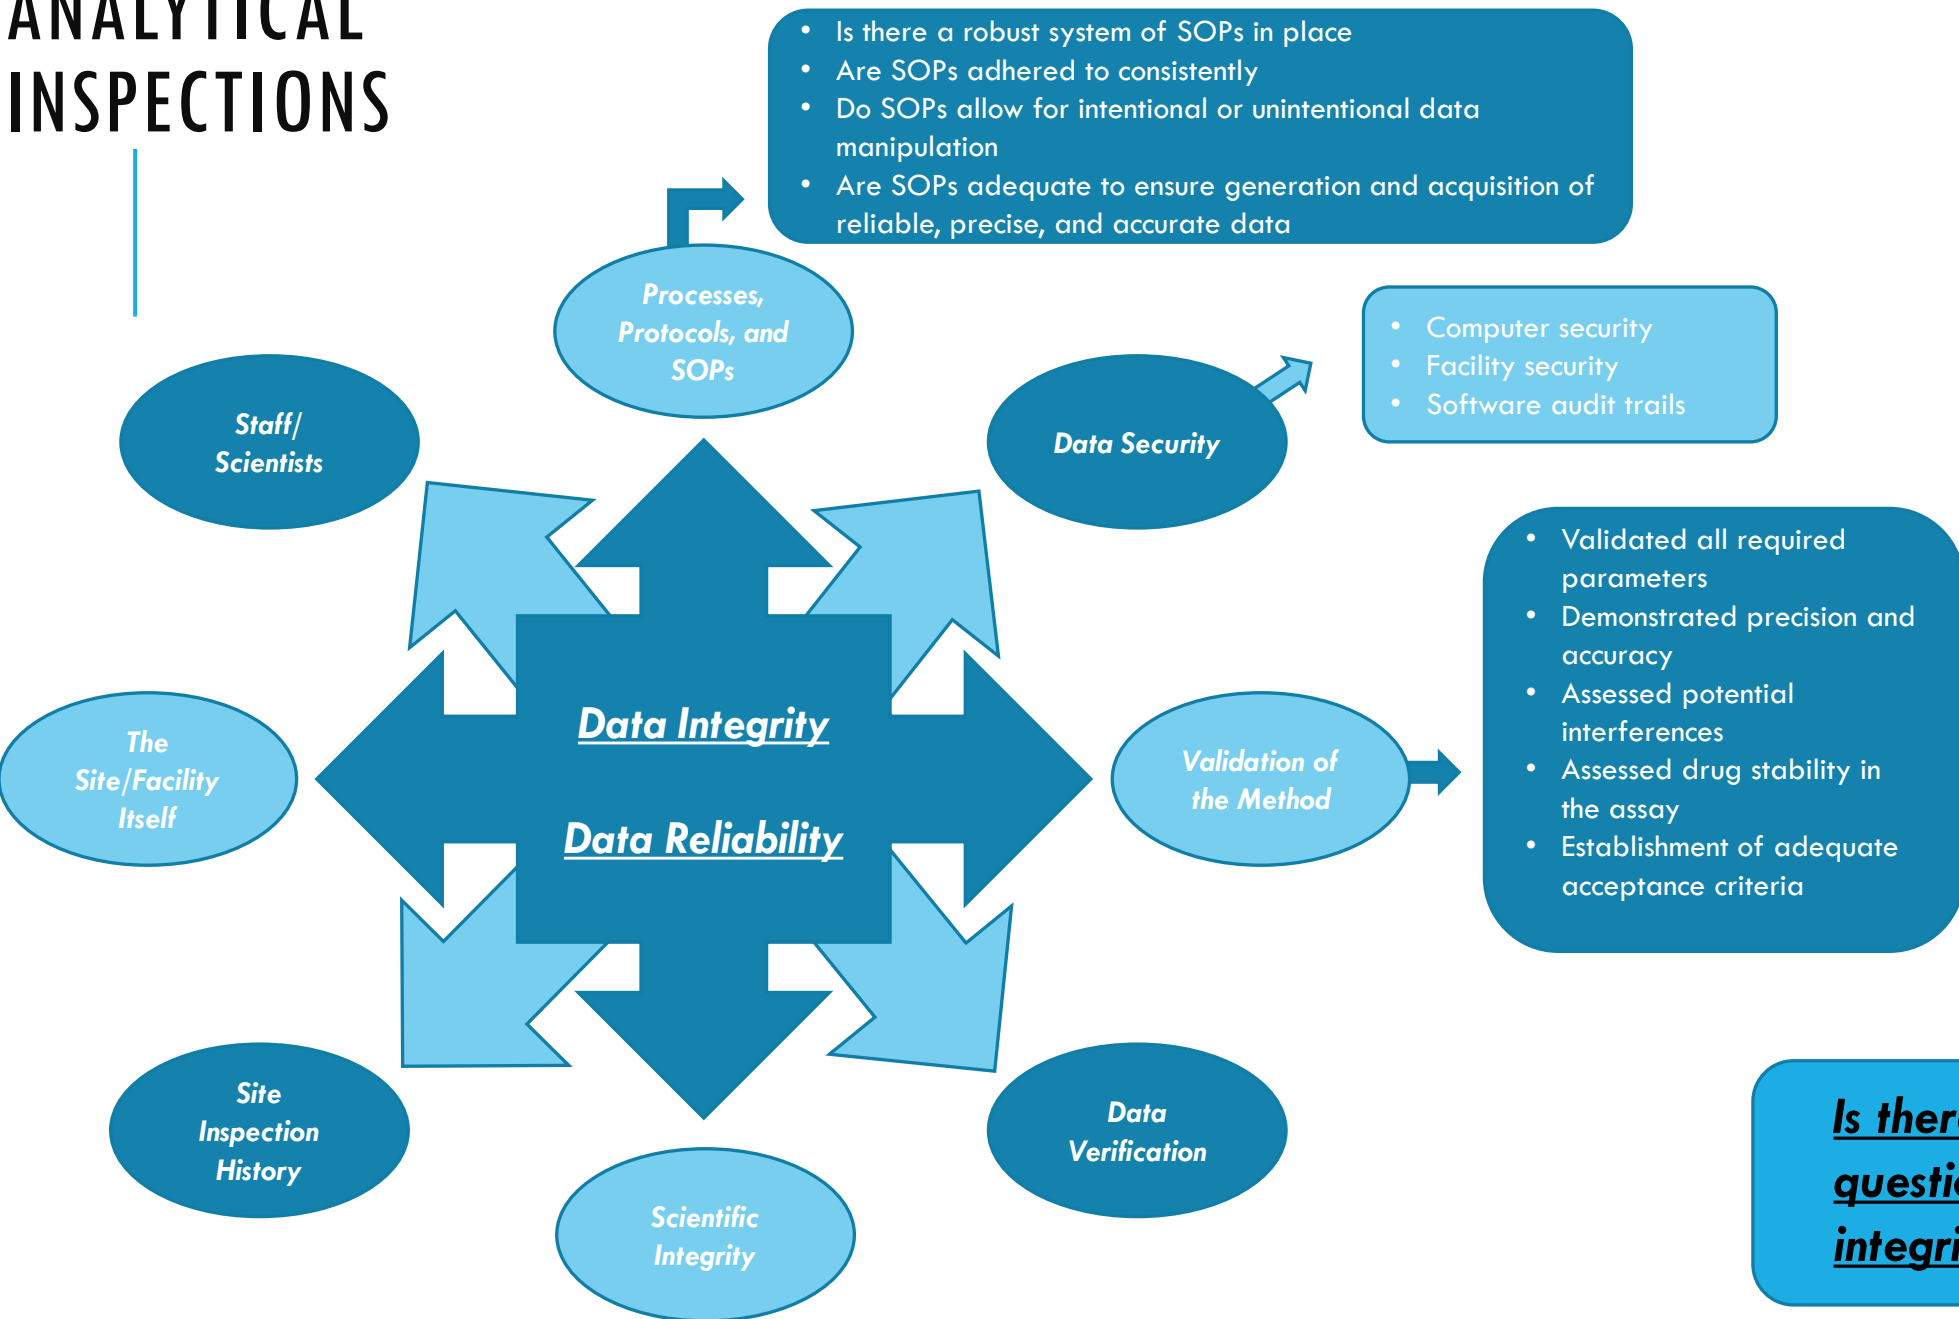 ANALYTICAL
INSPECTIONS
• Is there a robust system of SOPs in place
• Are SOPs adhered to consistently
• Do SOPs allow for intentional or unintentional data
manipulation
• Are SOPs adequate to ensure generation and acquisition of
reliable, precise, and accurate data
Processes,
Protocols, and
SOPs
• Computer security
• Facility security
• Software audit trails
Staff/
Scientists
Data Security
• Validated all required
parameters
• Demonstrated precision and
accuracy
• Assessed potential
interferences
• Assessed drug stability in
the assay
• Establishment of adequate
acceptance criteria
Data Integrity
Data Reliability
The
Site/Facility
Itself
Validation of
the Method
Site
Inspection
History
Data
Verification
Scientific
Integrity
Is